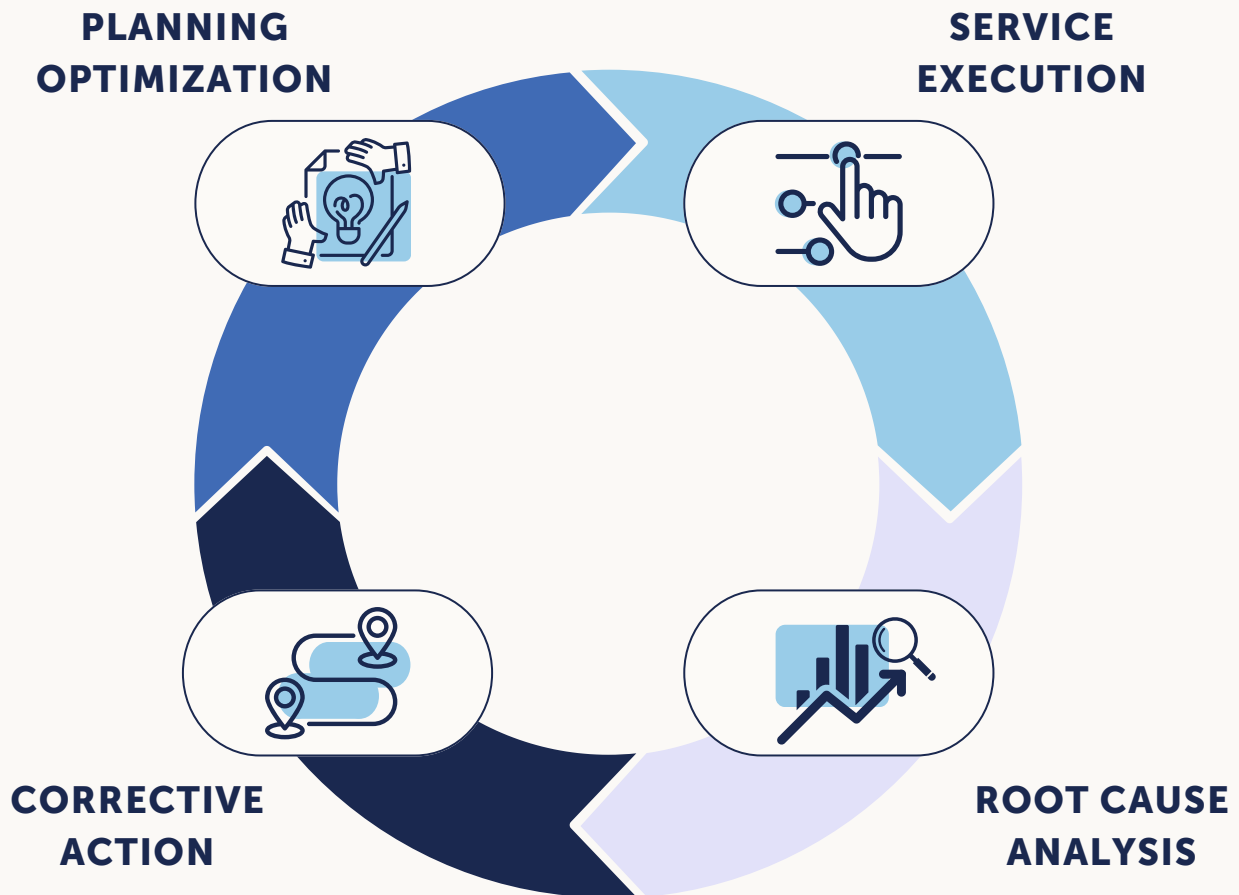 PLANNING
OPTIMIZATION
SERVICE
EXECUTION
CORRECTIVE
ACTION
ROOT CAUSE
ANALYSIS